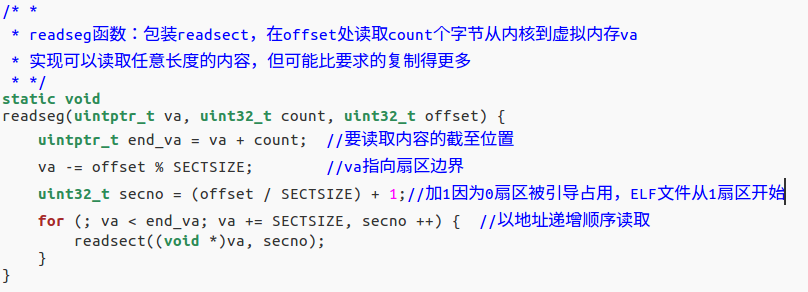 /* *
 * readseg函数：包装readsect，在offset处读取count个字节从内核到虚拟内存va
 * 实现可以读取任意长度的内容，但可能比要求的复制得更多
 * */
static void
readseg(uintptr_t va, uint32_t count, uint32_t offset) {
    uintptr_t end_va = va + count;  //要读取内容的截至位置
    va -= offset % SECTSIZE;        //va指向扇区边界
    uint32_t secno = (offset / SECTSIZE) + 1;//加1因为0扇区被引导占用，ELF文件从1扇区开始
    for (; va < end_va; va += SECTSIZE, secno ++) {  //以地址递增顺序读取
        readsect((void *)va, secno);
    }
}